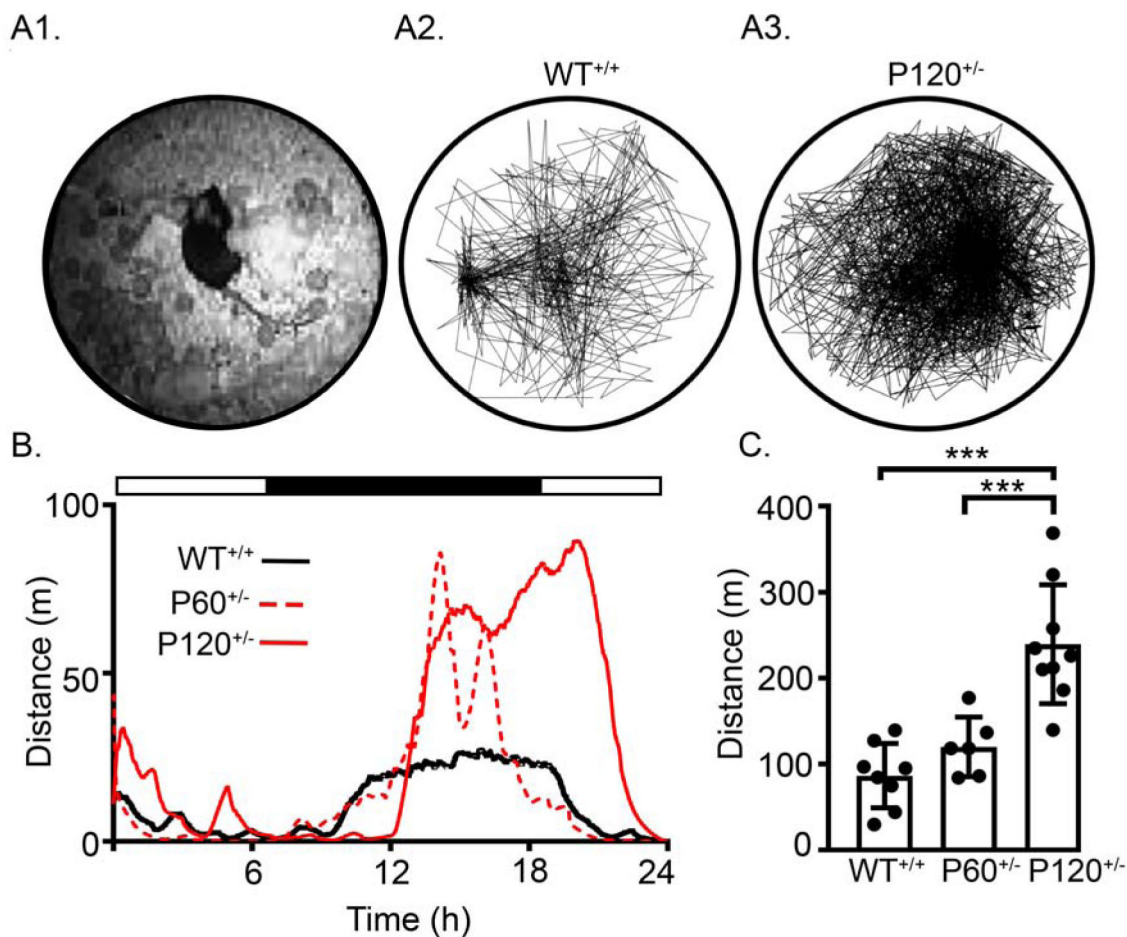 A1.
A2.
A3.
WT+/+
P120+/-
B.
C.
100
50
0
Distance (m)
WT+/+
P60+/-
P120+/-
6
12
18
24
Time (h)
***
***
400
300
200
100
0
Distance (m)
WT+/+
P60+/-
P120+/-